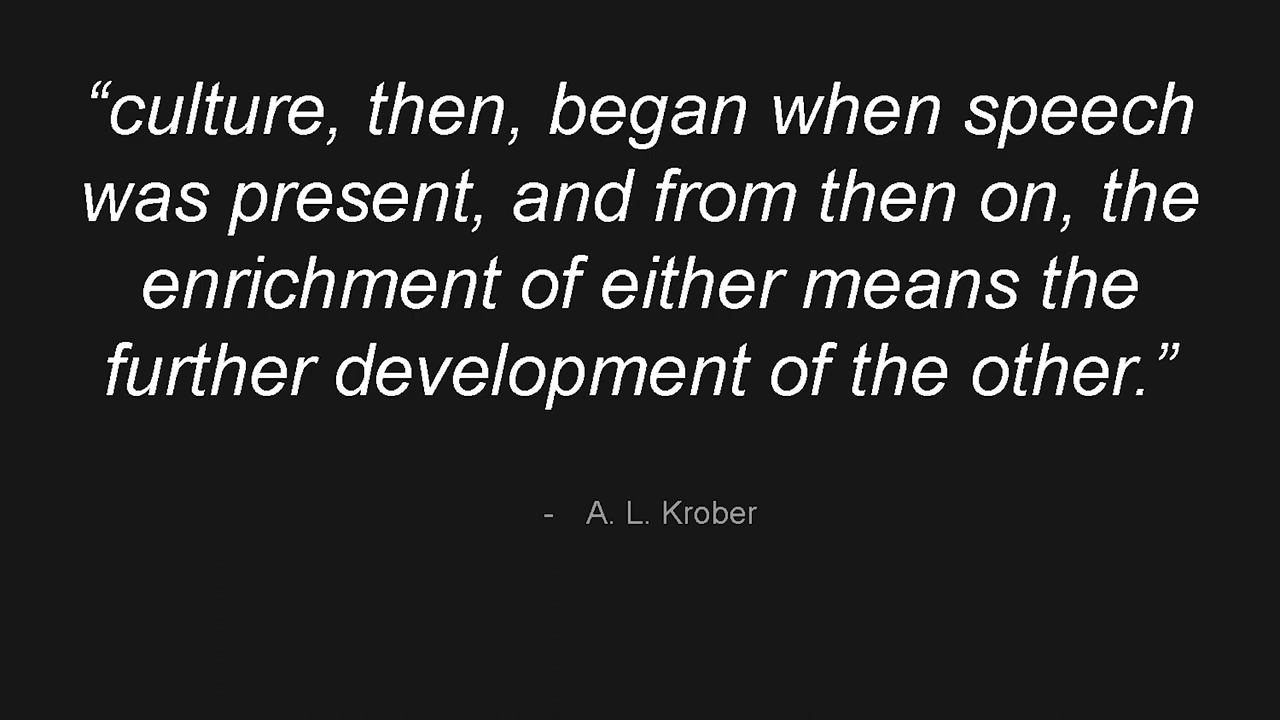 “culture, then, began when speech
was present, and from then on, the
enrichment of either means the
further development of the other.”
- A. L. Krober